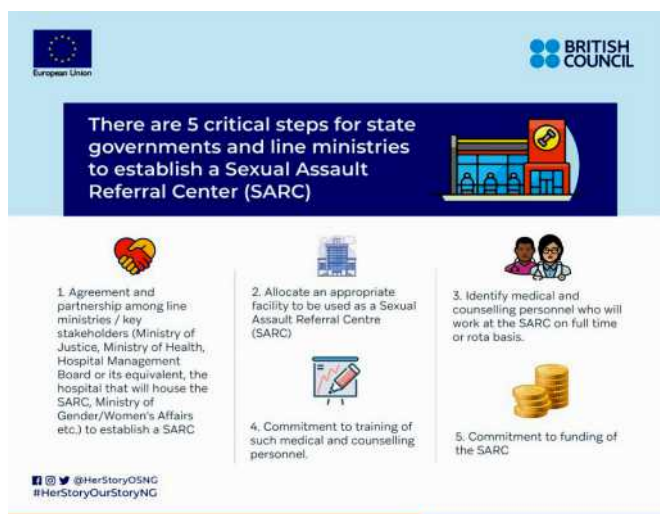 European Union
BRITISH
COUNCIL
There are 5 critical steps for state
governments and line ministries
to establish a Sexual Assault
Referral Center (SARC)
1. Agreement and
partnership among line
ministries / key
stakeholders (Ministry of
Justice, Ministry of Health,
Hospital Management
Board or its equivalent, the
hospital that will house the
SARC, Ministry of
Gender/Women's Affairs
etc.) to establish a SARC
2. Allocate an appropriate
facility to be used as a Sexual
Assault Referral Centre
(SARC)
3. Identify medical and
counselling personnel who will
work at the SARC on full time
or rota basis.
4. Commitment to training of
such medical and counselling
personnel.
5. Commitment to funding of
the SARC
@HerStoryOSNG
#HerStoryOurStoryNG